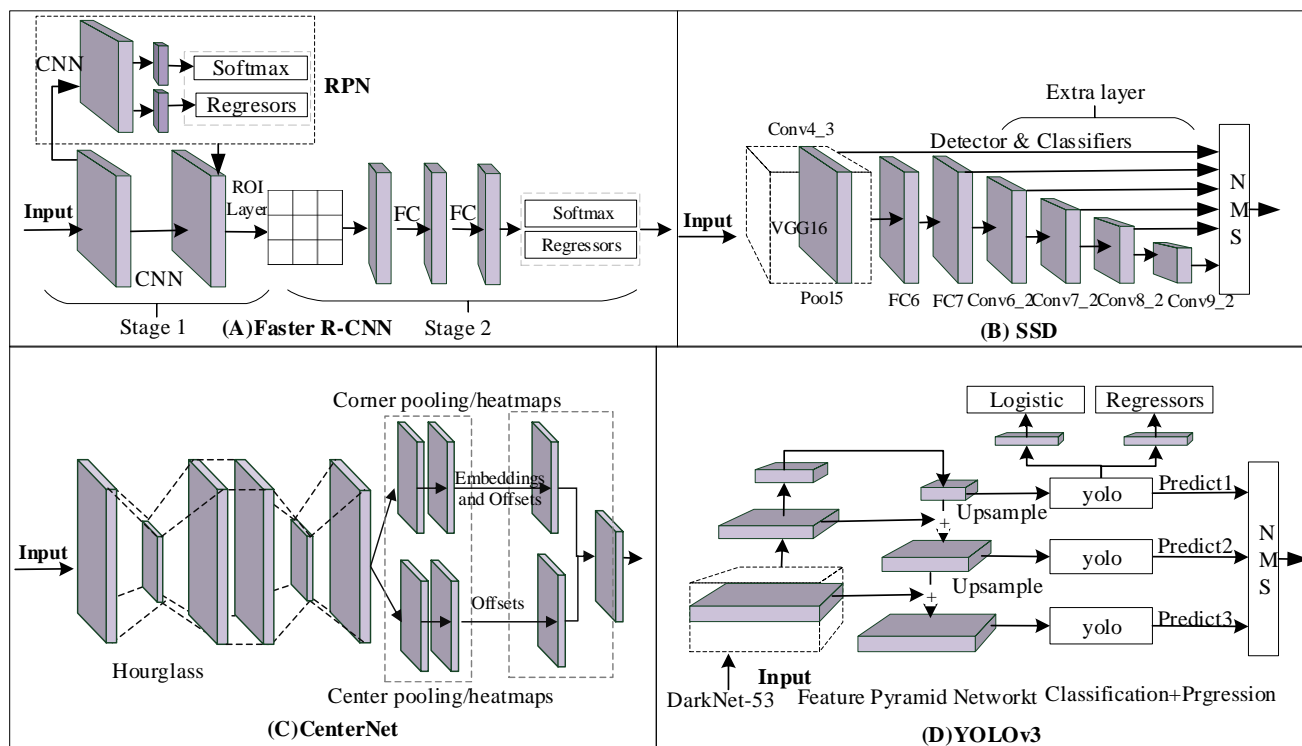 CNN
Softmax
Regresors
RPN
Input
CNN
ROI
Layer
FC
FC
Softmax
Regressors
Stage 1
Stage 2
(A)Faster R-CNN
Extra layer
Conv4_3
Detector & Classifiers
Input
VGG16
Pool5
FC6
FC7
Conv6_2
Conv7_2
Conv8_2
Conv9_2
N
M
S
(B) SSD
Corner pooling/heatmaps
Embeddings
and Offsets
Input
Offsets
Hourglass
Center pooling/heatmaps
(C)CenterNet
Logistic
Regressors
yolo
Predict1
Upsample
+
yolo
Predict2
Upsample
+
yolo
Predict3
N
M
S
Input
DarkNet-53
Feature Pyramid Networkt
Classification+Prgression
(D)YOLOv3